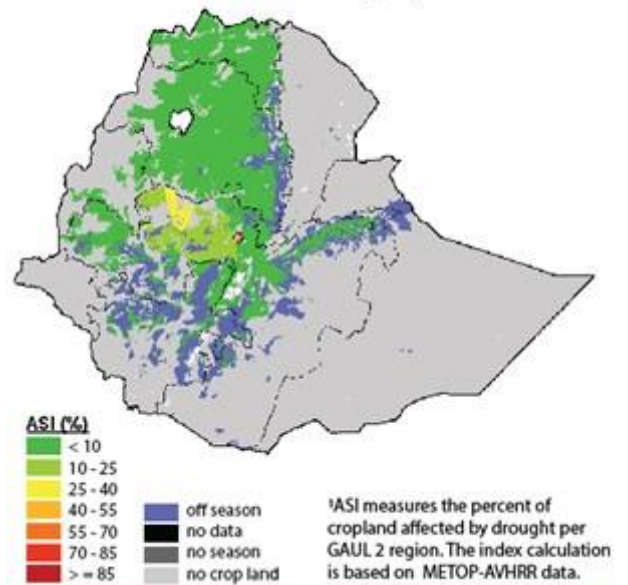 ASI (%)
< 10
10 - 25
25 - 40
40 - 55
55 - 70
70 - 85
> = 85
off season
no data
no season
no crop land
¹ASI measures the percent of
cropland affected by drought per
GAUL 2 region. The index calculation
is based on METOP-AVHRR data.